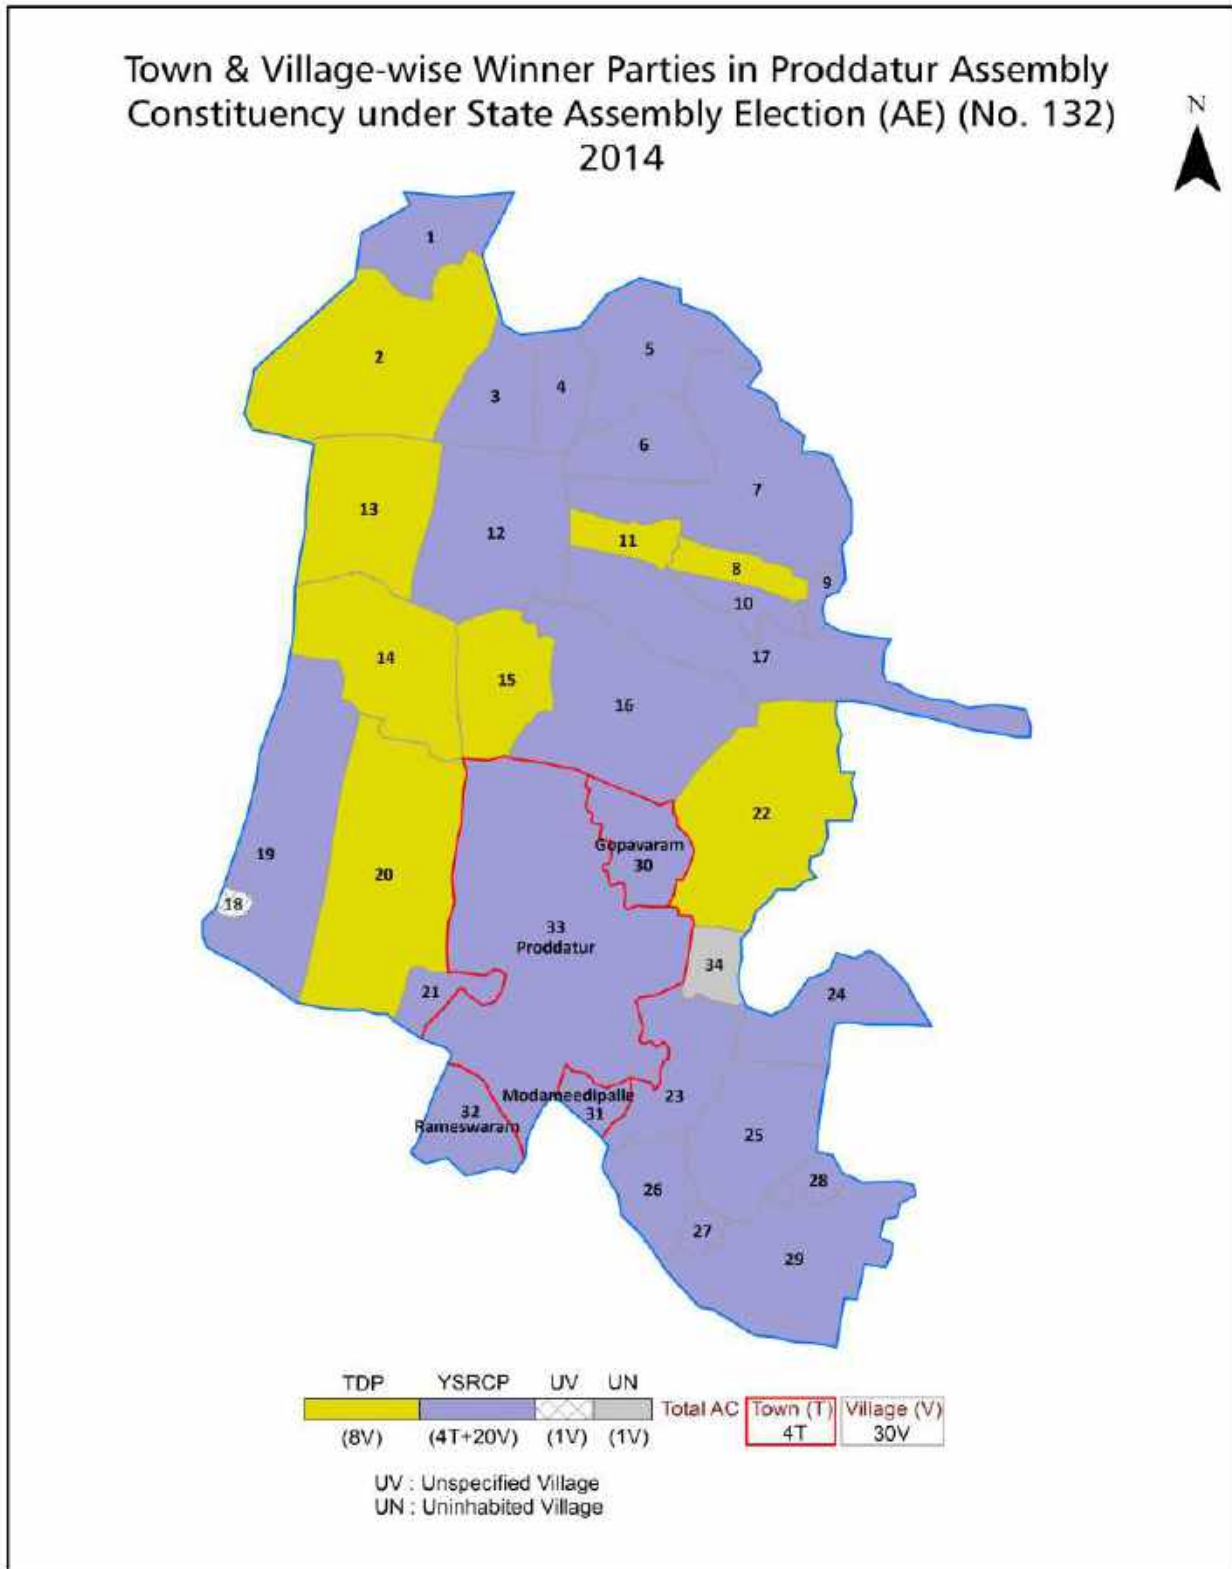 Town & Village-wise Winner Parties in Proddatur Assembly
Constituency under State Assembly Election (AE) (No. 132)
2014
N
1
2
3
4
5
6
7
8
9
10
11
12
13
14
15
16
17
18
19
20
21
22
Gopavaram
30
33
Proddatur
34
24
23
Modameedipalle
31
32
Rameswaram
25
26
27
28
29
TDP YSRCP UV UN
Total AC Town (T) Village (V)
4T 30V
(8V) (4T+20V) (1V) (1V)
UV : Unspecified Village
UN : Uninhabited Village